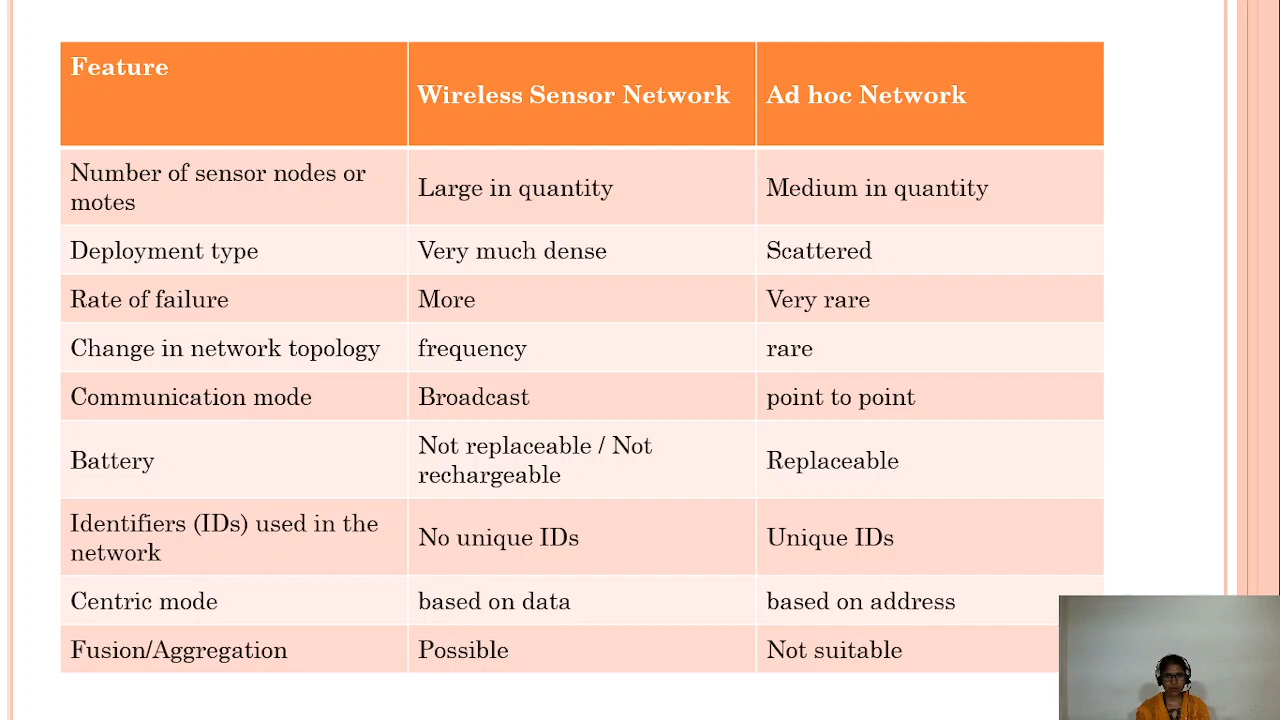 Feature
Wireless Sensor Network
Ad hoc Network
Number of sensor nodes or
motes
Large in quantity
Medium in quantity
Deployment type
Very much dense
Scattered
Rate of failure
More
Very rare
Change in network topology
frequency
rare
Communication mode
Broadcast
point to point
Battery
Not replaceable / Not
rechargeable
Replaceable
Identifiers (IDs) used in the
network
No unique IDs
Unique IDs
Centric mode
based on data
based on address
Fusion/Aggregation
Possible
Not suitable